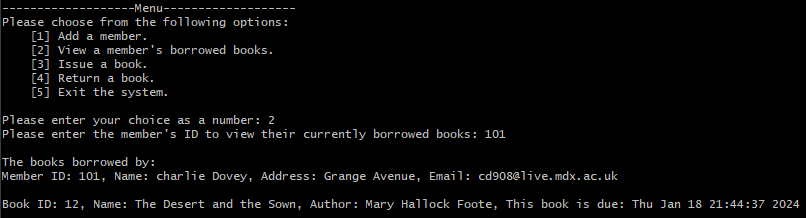 -------------------Menu-------------------
Please choose from the following options:
    [1] Add a member.
    [2] View a member's borrowed books.
    [3] Issue a book.
    [4] Return a book.
    [5] Exit the system.

Please enter your choice as a number: 2
Please enter the member's ID to view their currently borrowed books: 101

The books borrowed by:
Member ID: 101, Name: charlie Dovey, Address: Grange Avenue, Email: cd908@live.mdx.ac.uk

Book ID: 12, Name: The Desert and the Sown, Author: Mary Hallock Foote, This book is due: Thu Jan 18 21:44:37 2024